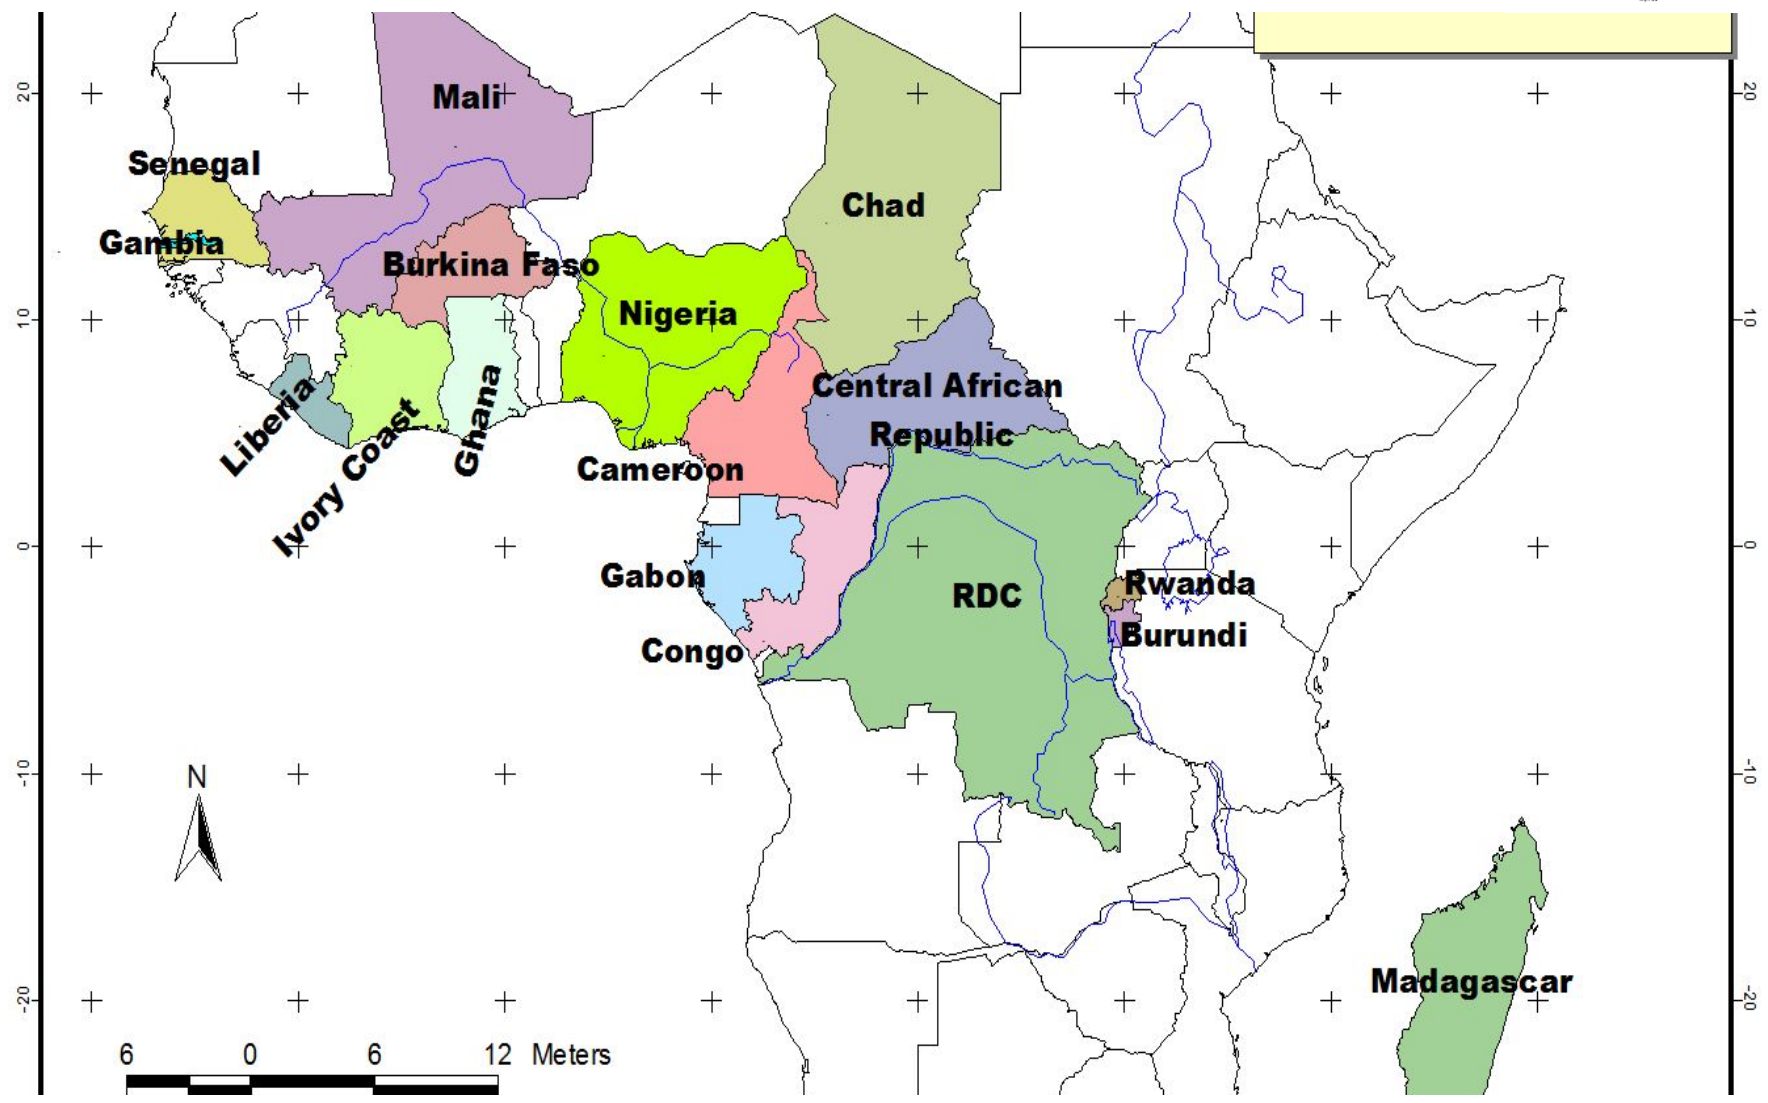 20
20
Mali
Senegal
Chad
Gambia
Burkina Faso
Nigeria
10
10
Central African
Republic
Liberia
Ivory Coast
Ghana
Cameroon
0
0
Gabon
Rwanda
RDC
Burundi
Congo
-10
-10
N
Madagascar
-20
-20
6 0 6 12 Meters